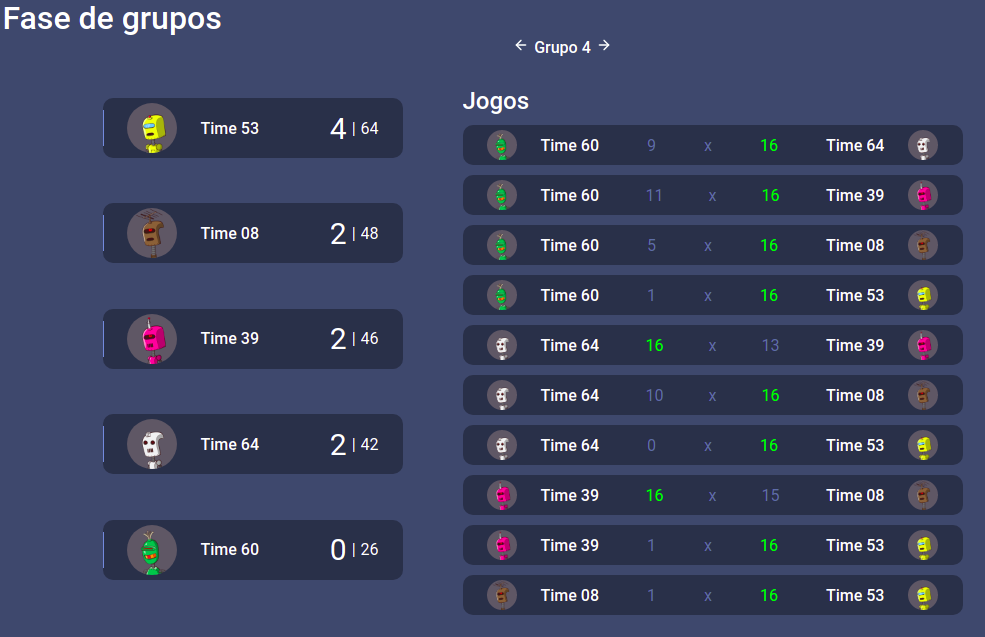 Fase de grupos
← Grupo 4 →
Time 53 4 | 64
Time 08 2 | 48
Time 39 2 | 46
Time 64 2 | 42
Time 60 0 | 26
Jogos
Time 60 9 x 16 Time 64
Time 60 11 x 16 Time 39
Time 60 5 x 16 Time 08
Time 60 1 x 16 Time 53
Time 64 16 x 13 Time 39
Time 64 10 x 16 Time 08
Time 64 0 x 16 Time 53
Time 39 16 x 15 Time 08
Time 39 1 x 16 Time 53
Time 08 1 x 16 Time 53